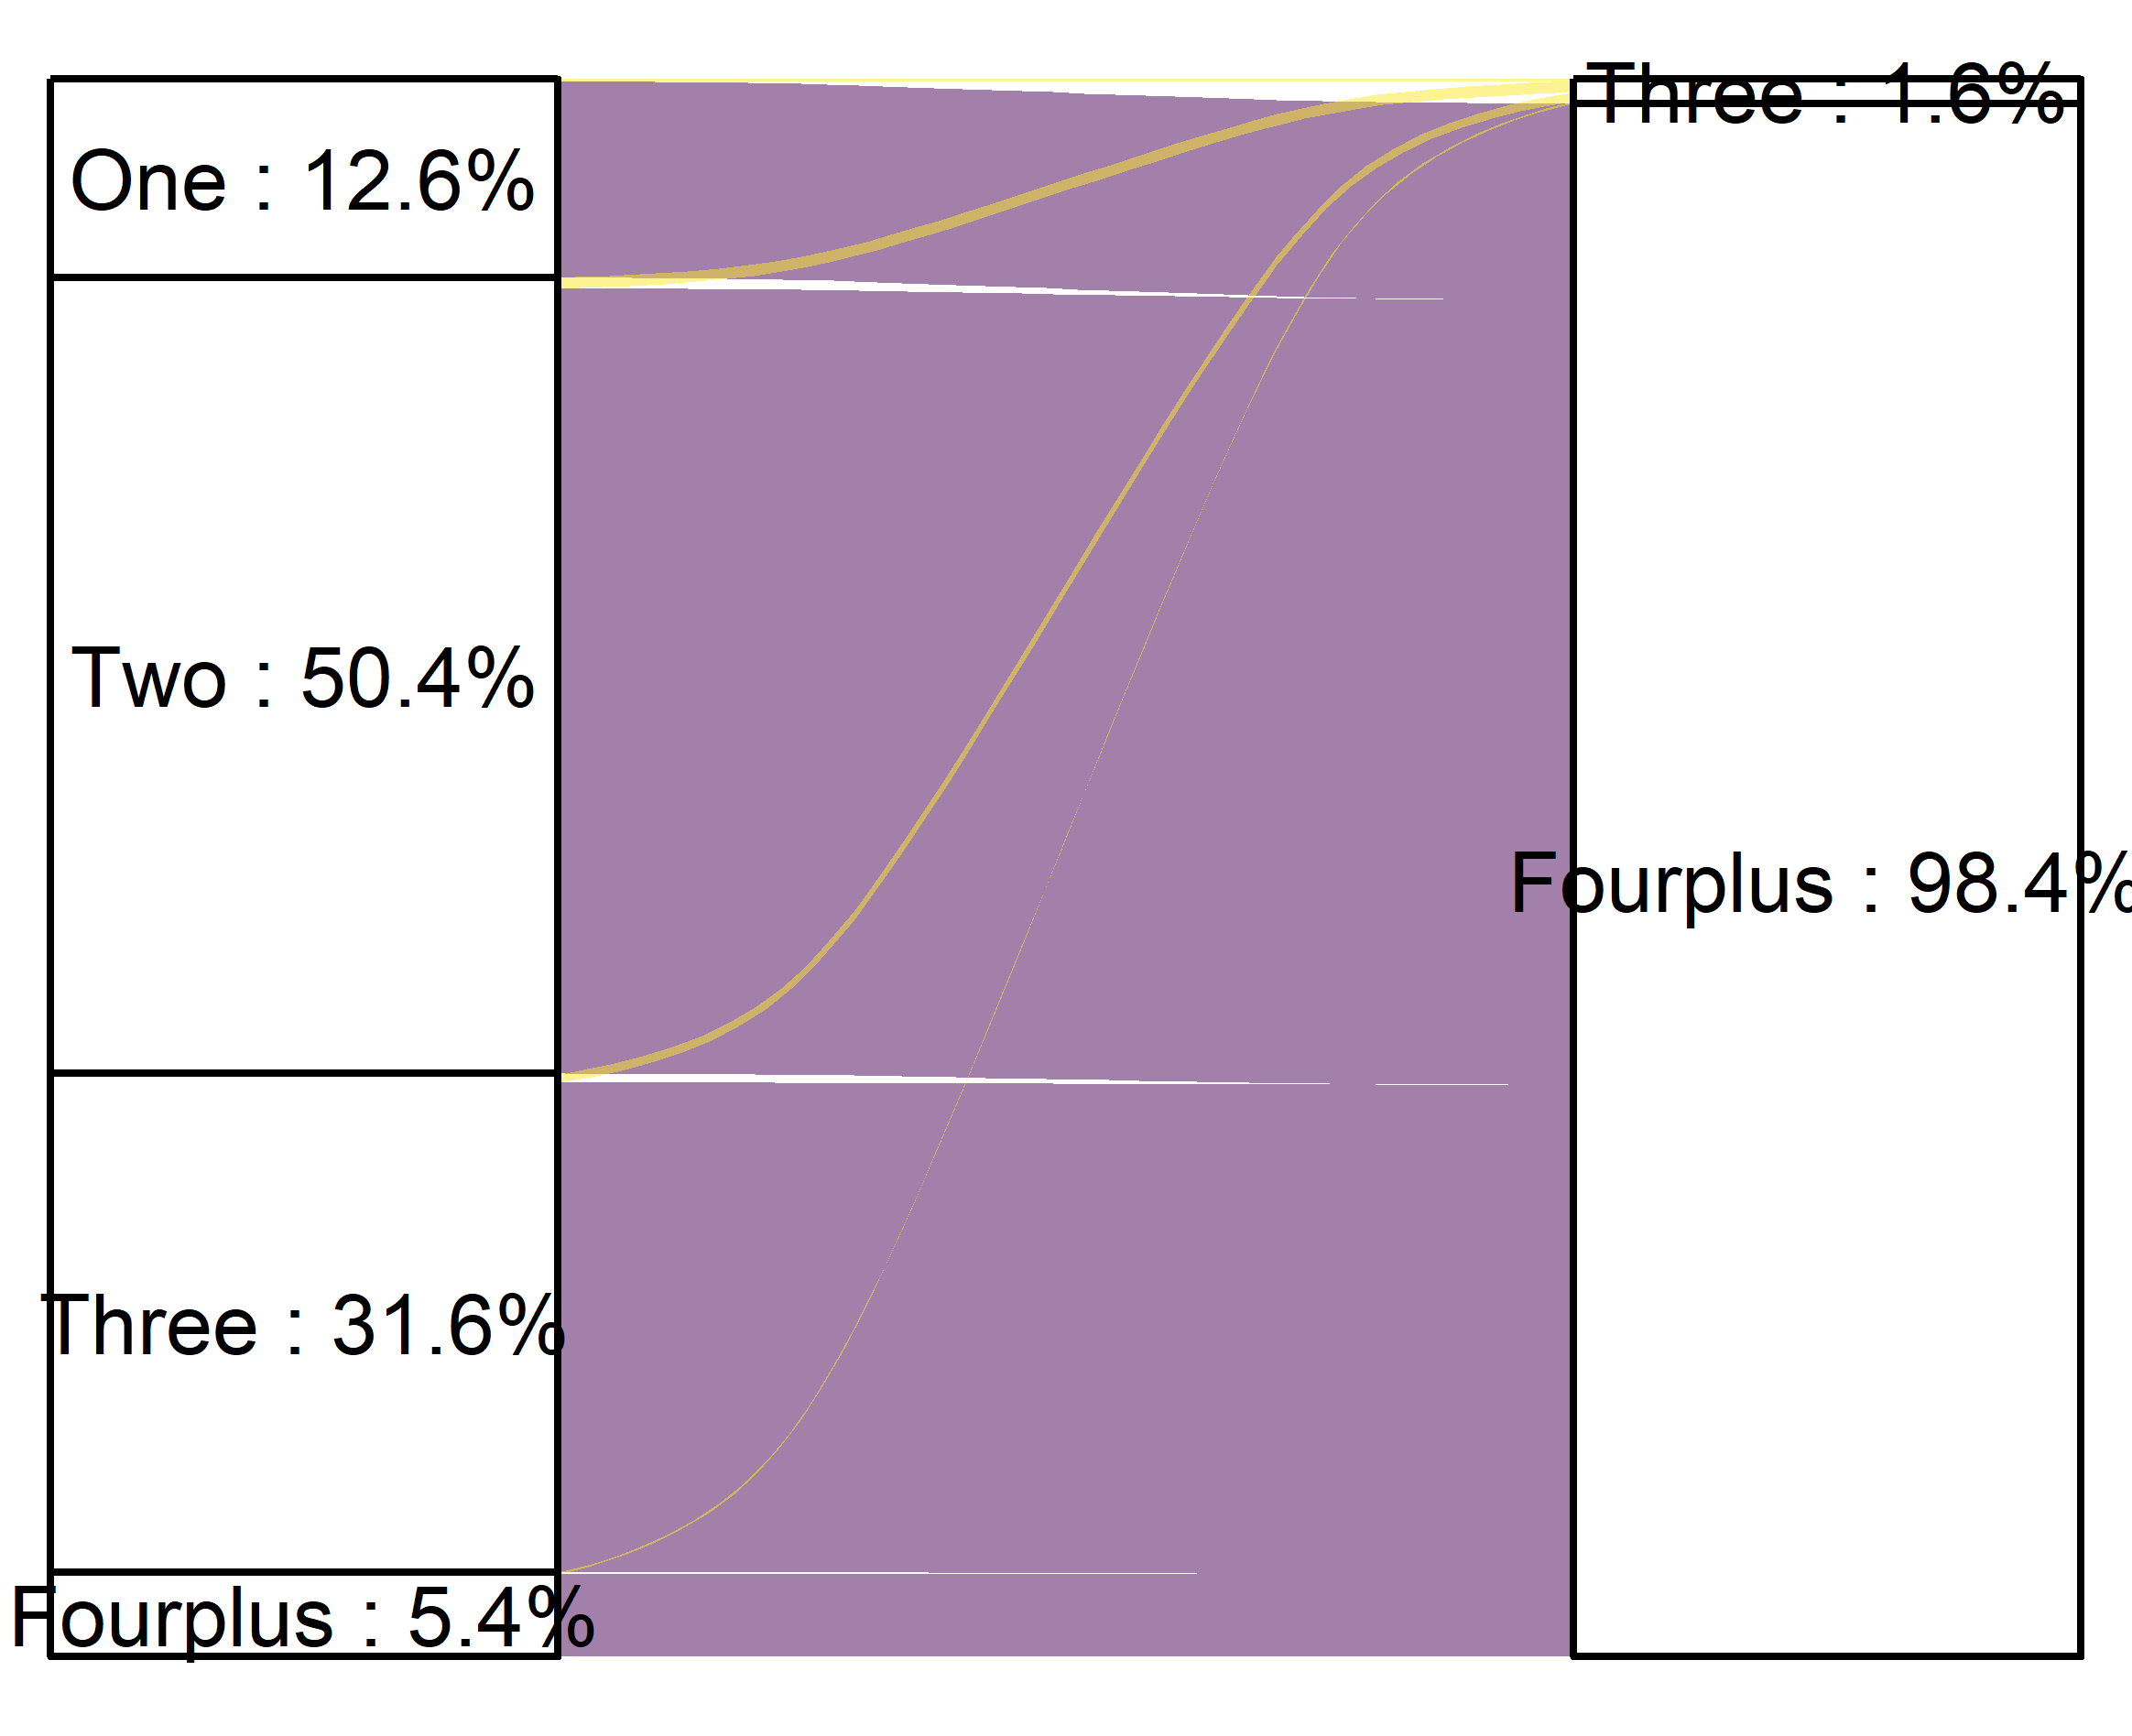 One : 12.6%
Two : 50.4%
Three : 31.6%
Fourplus : 5.4%
Three : 1.6%
Fourplus : 98.4%